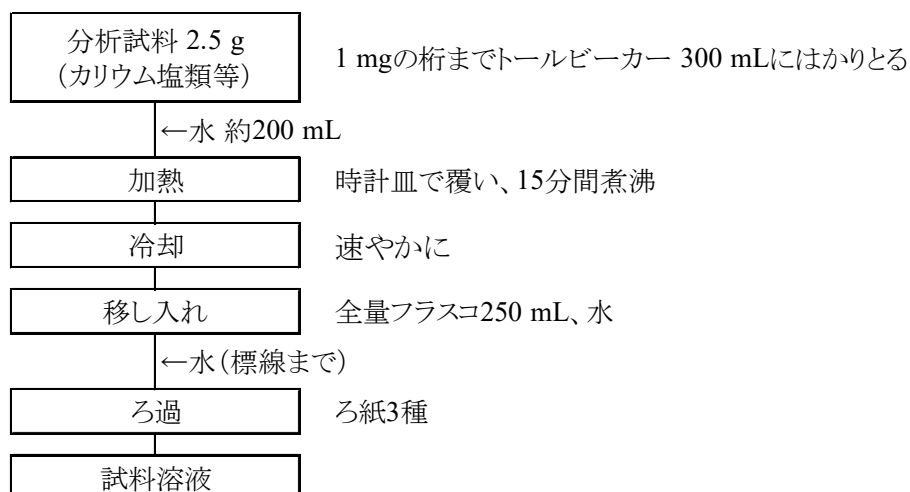 分析試料 2.5 g
(カリウム塩類等)
1 mgの桁までトールビーカー 300 mLにはかりとる
←水 約200 mL
加熱
時計皿で覆い、15分間煮沸
冷却
速やかに
移し入れ
全量フラスコ250 mL、水
←水(標線まで)
ろ過
ろ紙3種
試料溶液